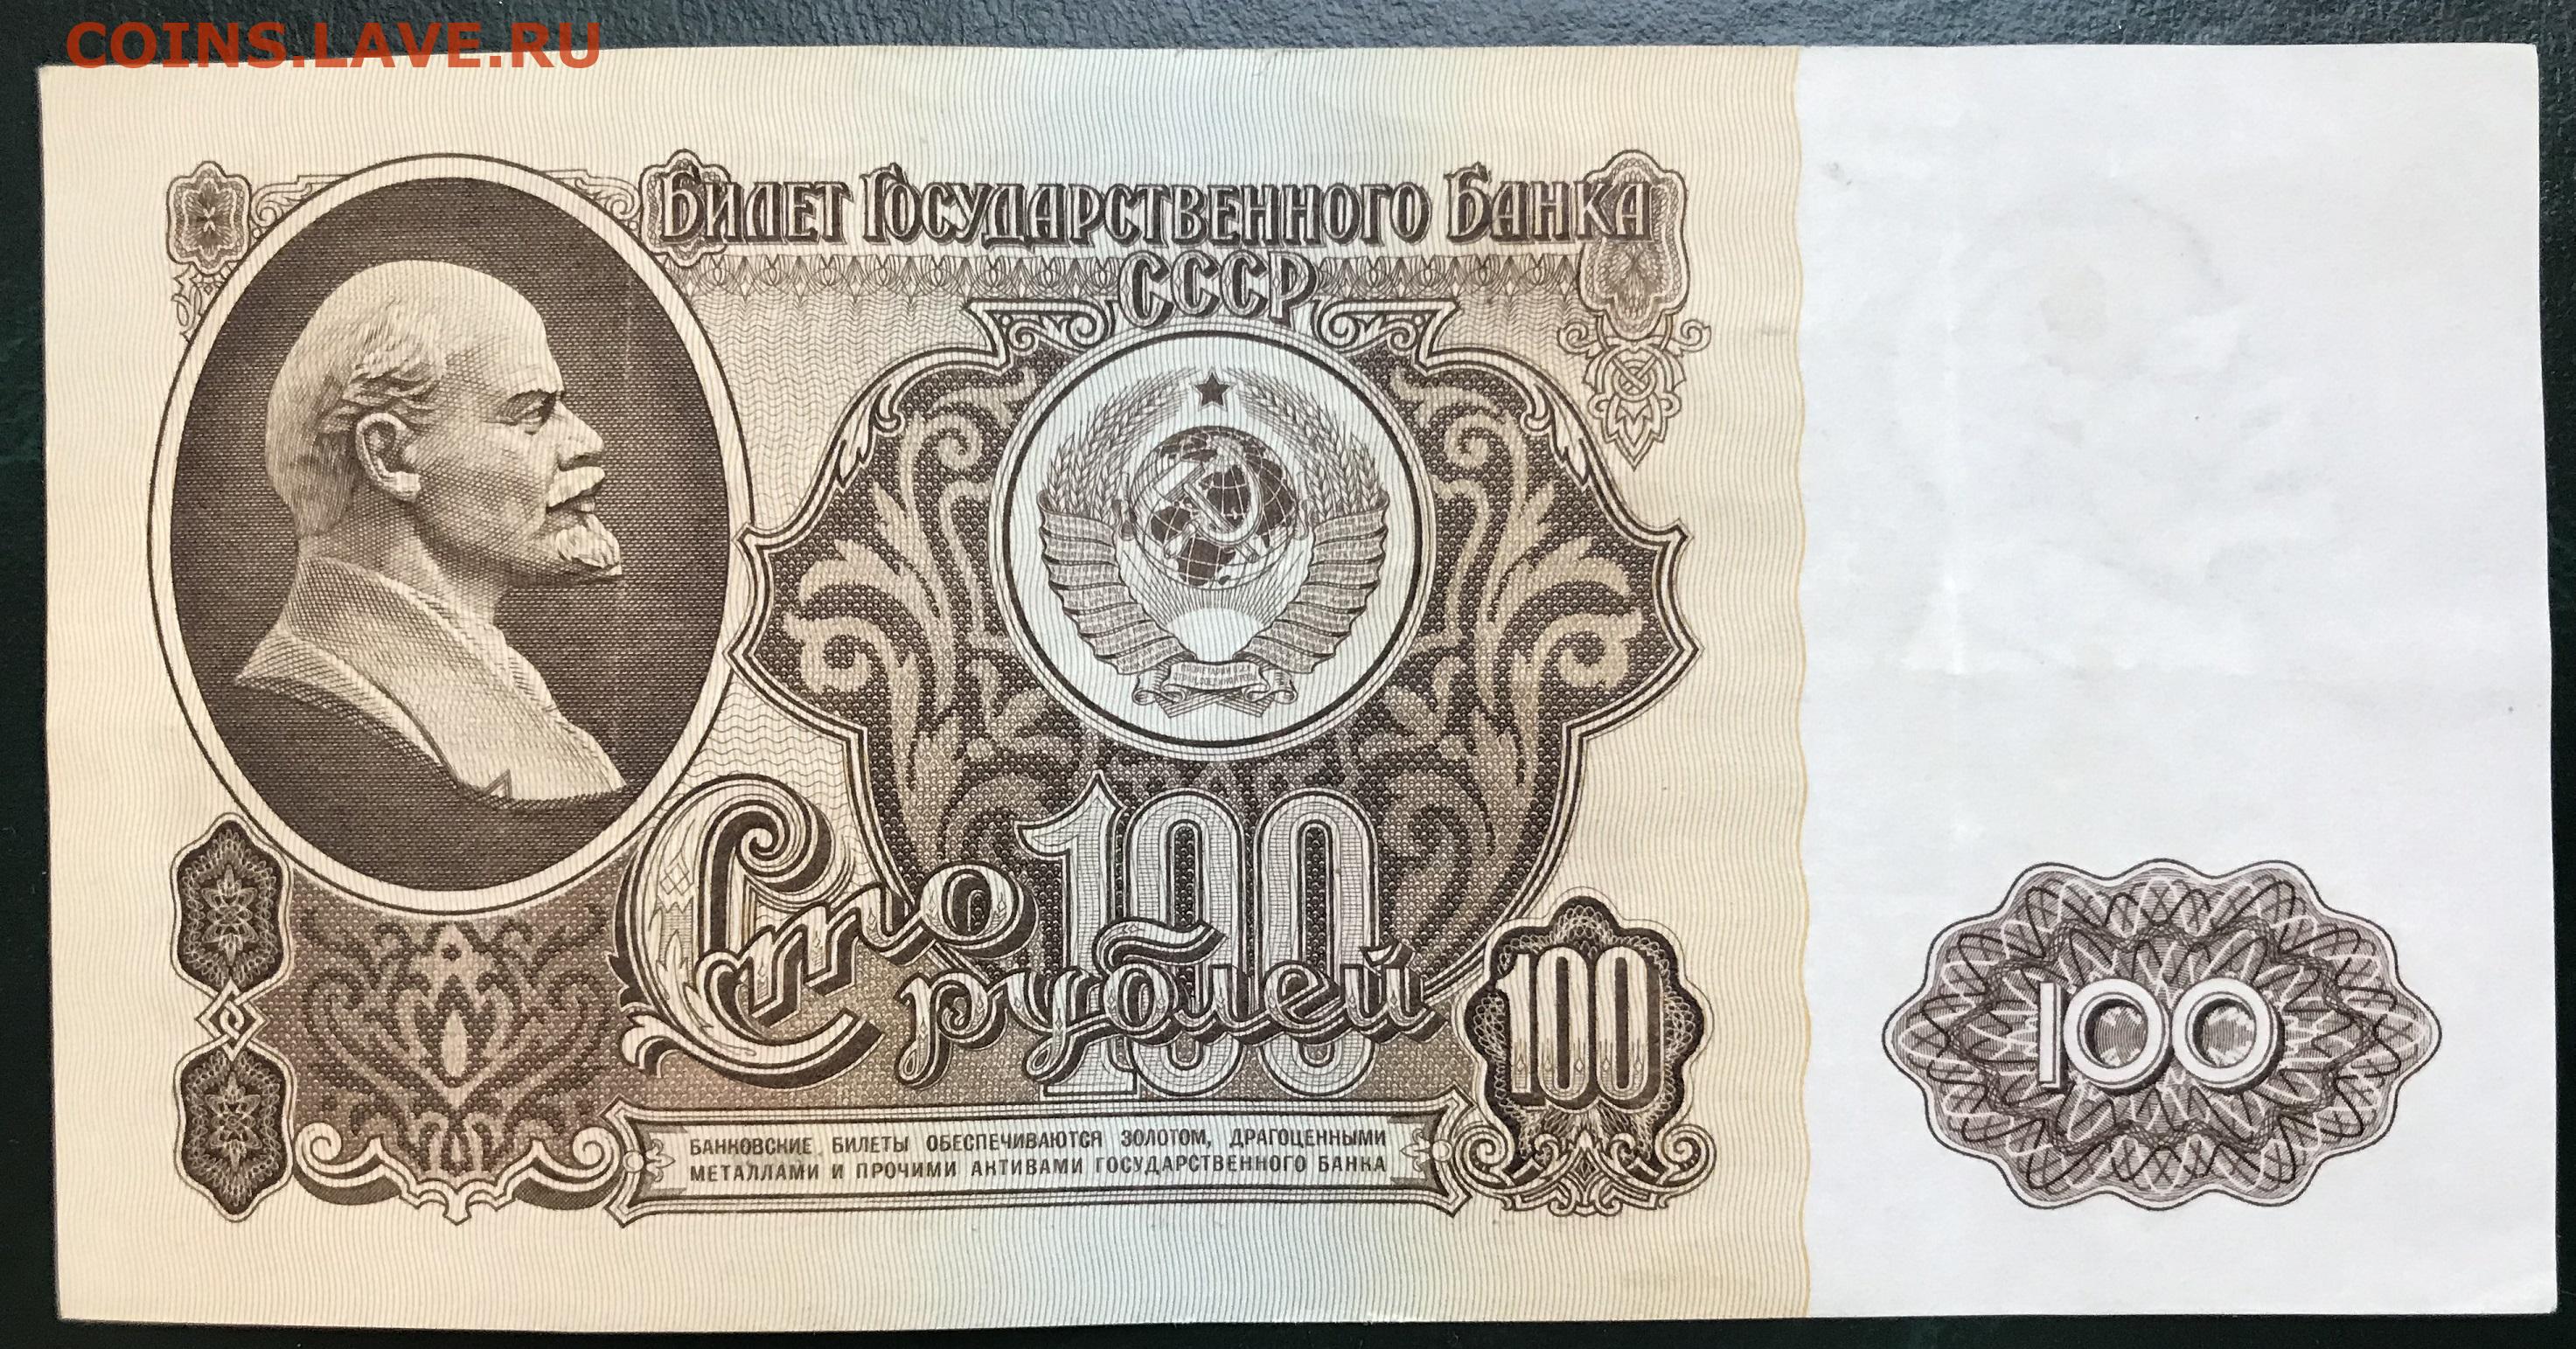 COINS.LAVE.RU
Билет Государственного Банка
СССР
100
Сто
рублей
100
100
БАНКОВСКИЕ БИЛЕТЫ ОБЕСПЕЧИВАЮТСЯ ЗОЛОТОМ, ДРАГОЦЕННЫМИ
МЕТАЛЛАМИ И ПРОЧИМИ АКТИВАМИ ГОСУДАРСТВЕННОГО БАНКА